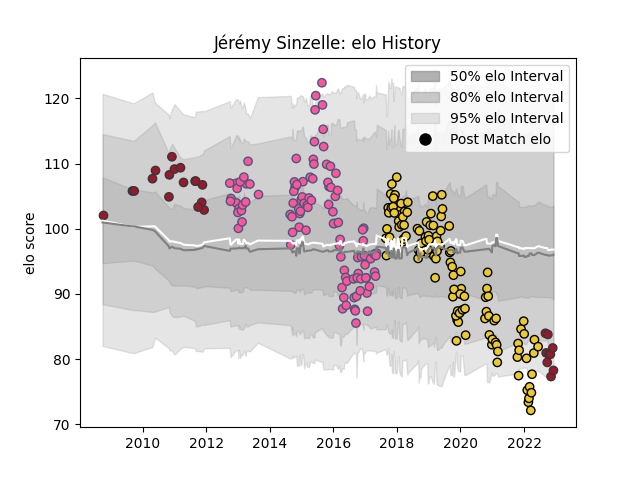 Jérémy Sinzelle: elo History
50% elo Interval
80% elo Interval
95% elo Interval
Post Match elo
elo score
120
110
100
90
80
70
2010 2012 2014 2016 2018 2020 2022